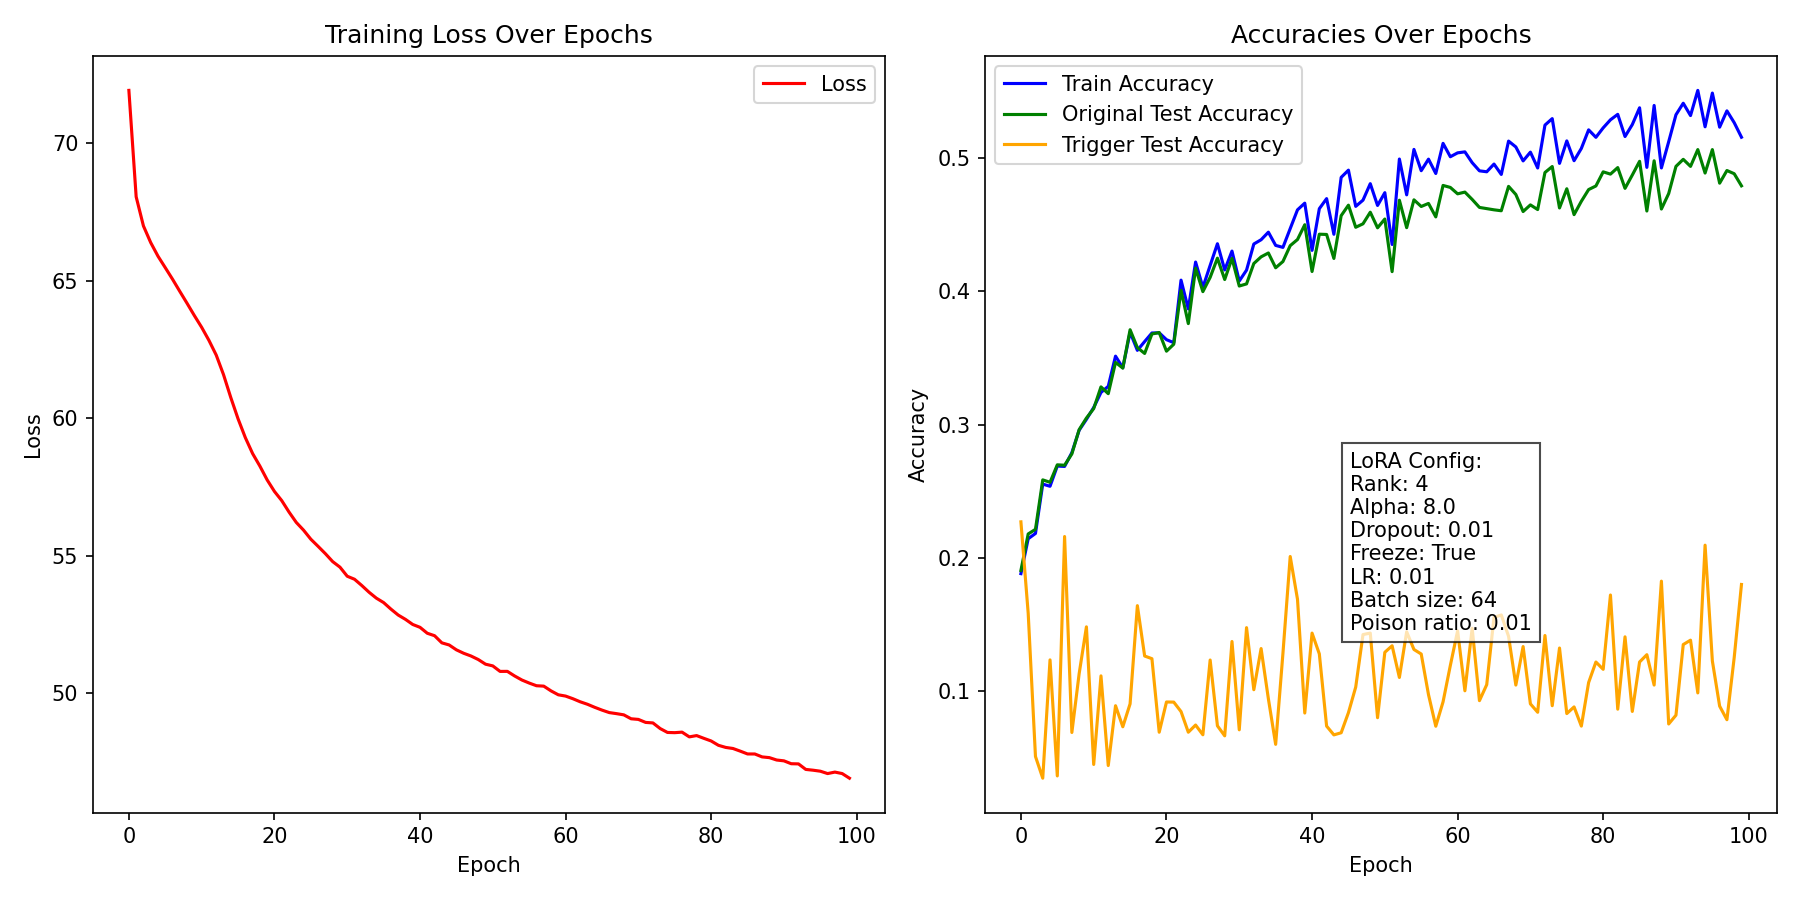 Training Loss Over Epochs
Loss
70
65
60
55
50
Loss
0 20 40 60 80 100
Epoch
Accuracies Over Epochs
Train Accuracy
Original Test Accuracy
Trigger Test Accuracy
0.5
0.4
0.3
0.2
0.1
Accuracy
LoRA Config:
Rank: 4
Alpha: 8.0
Dropout: 0.01
Freeze: True
LR: 0.01
Batch size: 64
Poison ratio: 0.01
0 20 40 60 80 100
Epoch